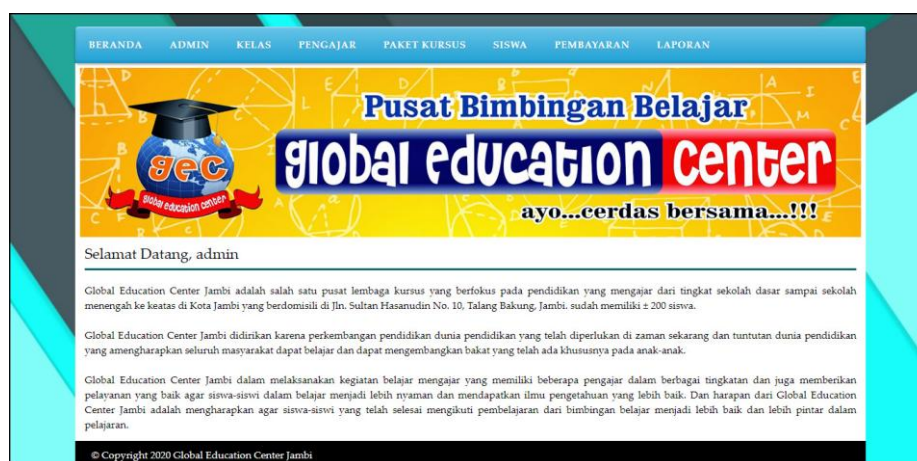 BERANDA ADMIN KELAS PENGAJAR PAKET KURSUS SISWA PEMBAYARAN LAPORAN
Pusat Bimbingan Belajar
gec
global education center
global education center
ayo...cerdas bersama...!!!
Selamat Datang, admin
Global Education Center Jambi adalah salah satu pusat lembaga kursus yang berfokus pada pendidikan yang mengajar dari tingkat sekolah dasar sampai sekolah
menengah ke keatas di Kota Jambi yang berdomisili di Jln. Sultan Hasanudin No. 10, Talang Bakung, Jambi. sudah memiliki ± 200 siswa.
Global Education Center Jambi didirikan karena perkembangan pendidikan dunia pendidikan yang telah diperlukan di zaman sekarang dan tuntutan dunia pendidikan
yang amengharapkan seluruh masyarakat dapat belajar dan dapat mengembangkan bakat yang telah ada khususnya pada anak-anak.
Global Education Center Jambi dalam melaksanakan kegiatan belajar mengajar yang memiliki beberapa pengajar dalam berbagai tingkatan dan juga memberikan
pelayanan yang baik agar siswa-siswi dalam belajar menjadi lebih nyaman dan mendapatkan ilmu pengetahuan yang lebih baik. Dan harapan dari Global Education
Center Jambi adalah mengharapkan agar siswa-siswi yang telah selesai mengikuti pembelajaran dari bimbingan belajar menjadi lebih baik dan lebih pintar dalam
pelajaran.
© Copyright 2020 Global Education Center Jambi